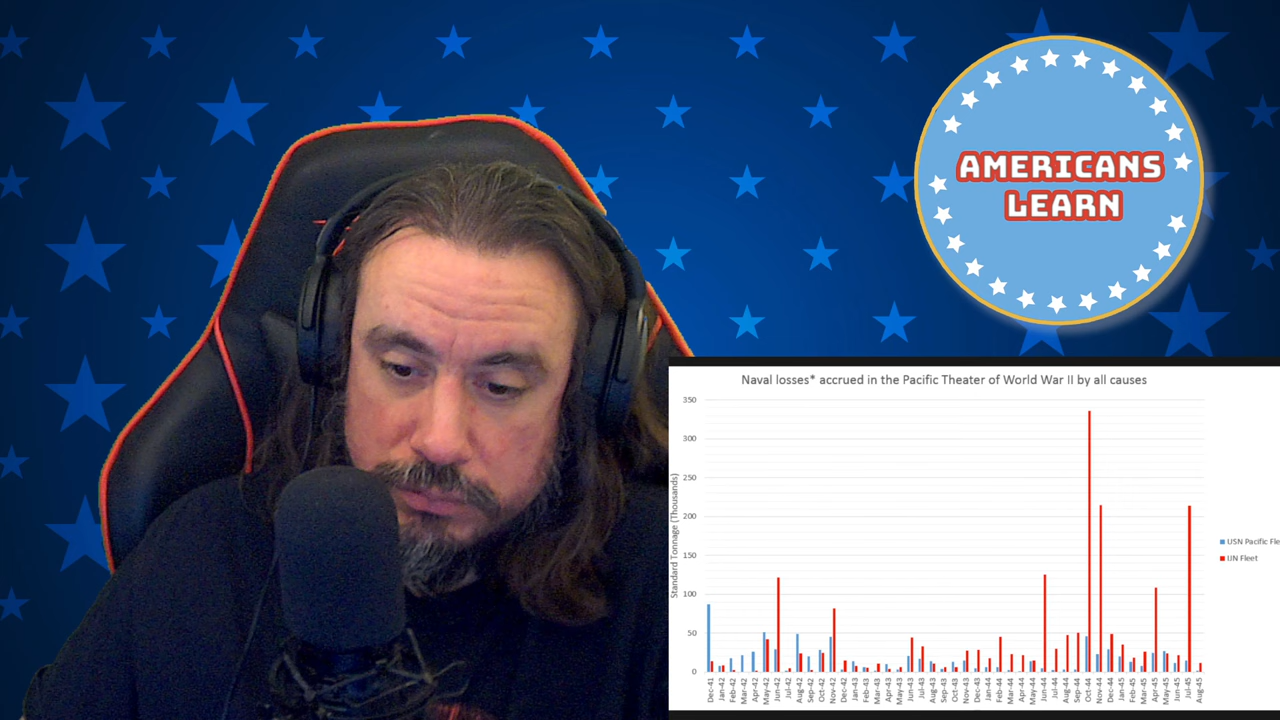 AMERICANS
LEARN
Naval losses* accrued in the Pacific Theater of World War II by all causes
350
300
250
200
150
100
50
0
Standard Tonnage (Thousands)
USN Pacific Fle
IJN Fleet
Dec-41
Jan-42
Feb-42
Mar-42
Apr-42
May-42
Jun-42
Jul-42
Aug-42
Sep-42
Oct-42
Nov-42
Dec-42
Jan-43
Feb-43
Mar-43
Apr-43
May-43
Jun-43
Jul-43
Aug-43
Sep-43
Oct-43
Nov-43
Dec-43
Jan-44
Feb-44
Mar-44
Apr-44
May-44
Jun-44
Jul-44
Aug-44
Sep-44
Oct-44
Nov-44
Dec-44
Jan-45
Feb-45
Mar-45
Apr-45
May-45
Jun-45
Jul-45
Aug-45